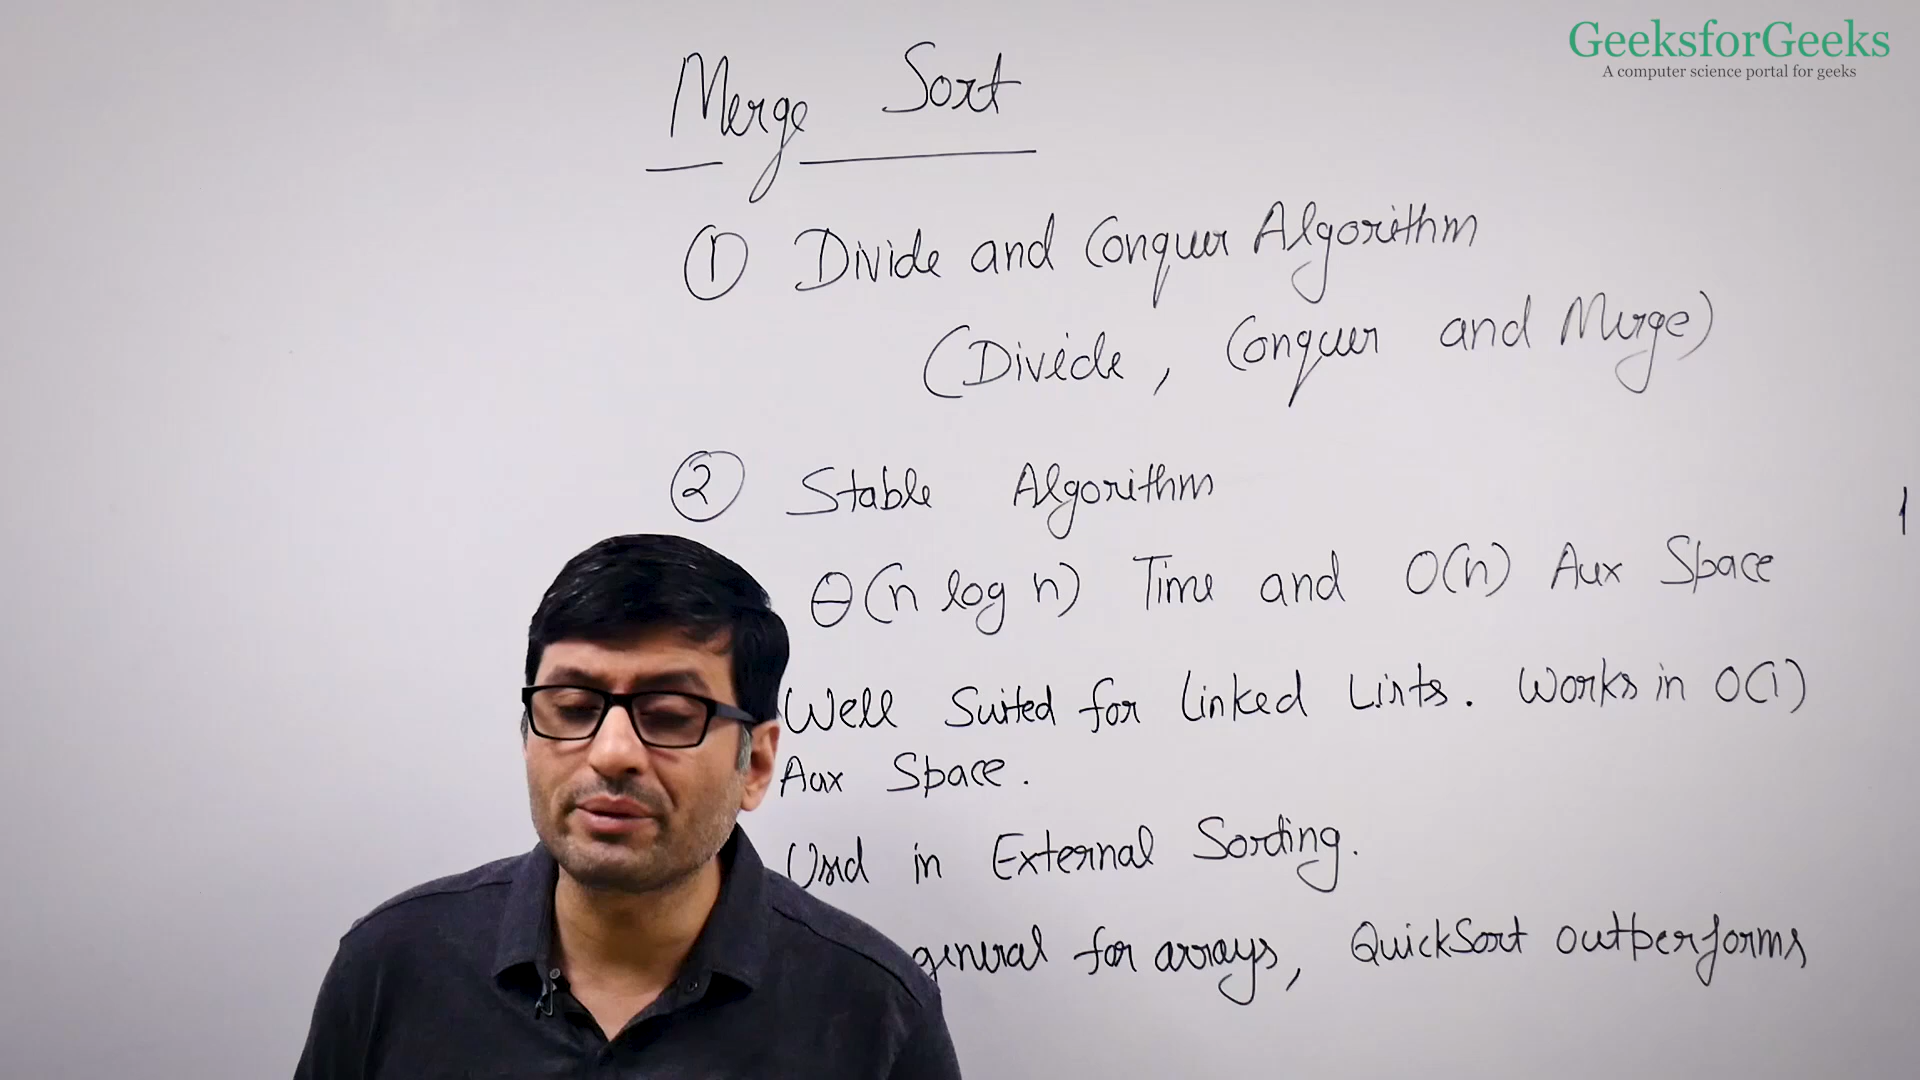 GeeksforGeeks
A computer science portal for geeks
Merge Sort
① Divide and Conquer Algorithm
(Divide, Conquer and Merge)
② Stable Algorithm
θ(n log n) Time and O(n) Aux Space
Well Suited for Linked Lists. Works in O(1)
Aux Space.
Used in External Sorting.
general for arrays, QuickSort outperforms